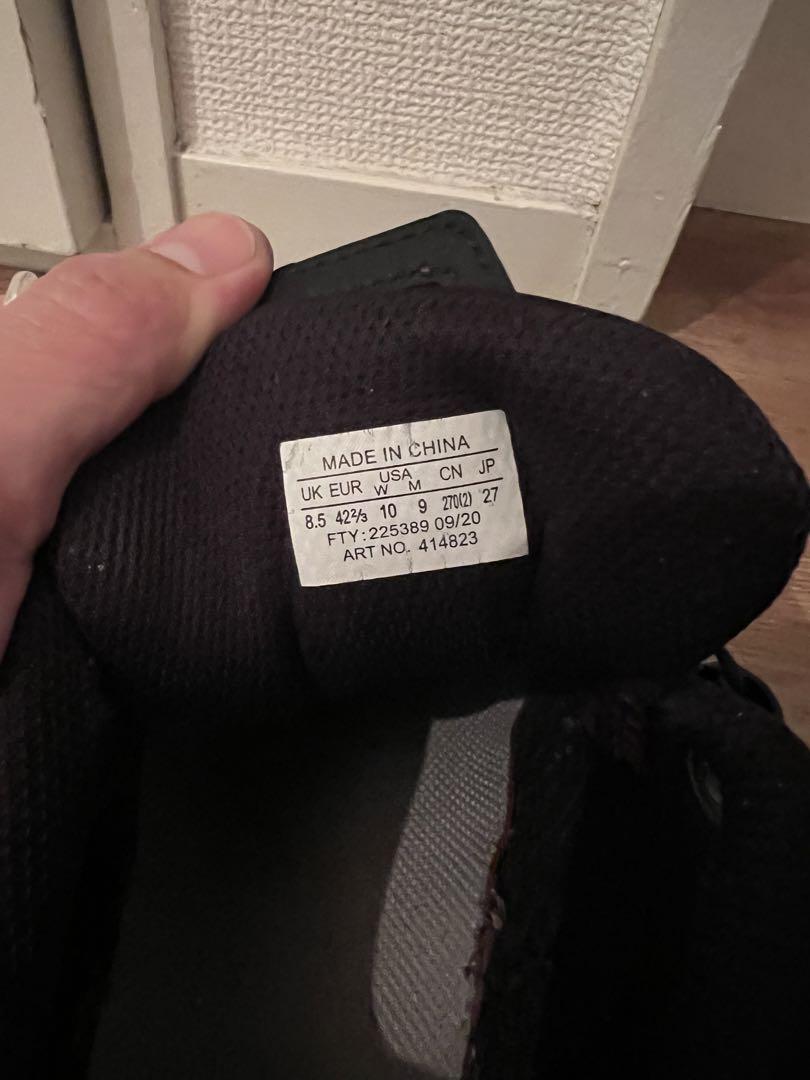 MADE IN CHINA
UK EUR USA W M CN JP
8.5 42⅔ 10 9 270(2) 27
FTY:225389 09/20
ART NO. 414823